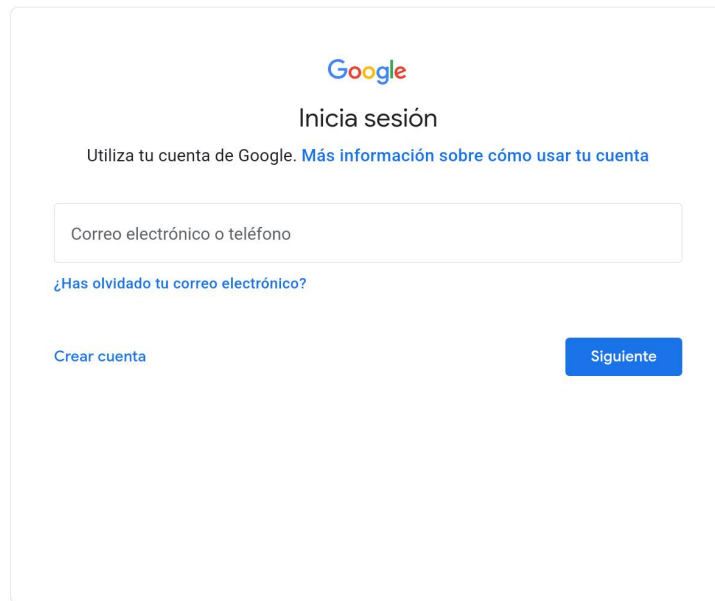 Google
Inicia sesión
Utiliza tu cuenta de Google. Más información sobre cómo usar tu cuenta
Correo electrónico o teléfono
¿Has olvidado tu correo electrónico?
Crear cuenta
Siguiente